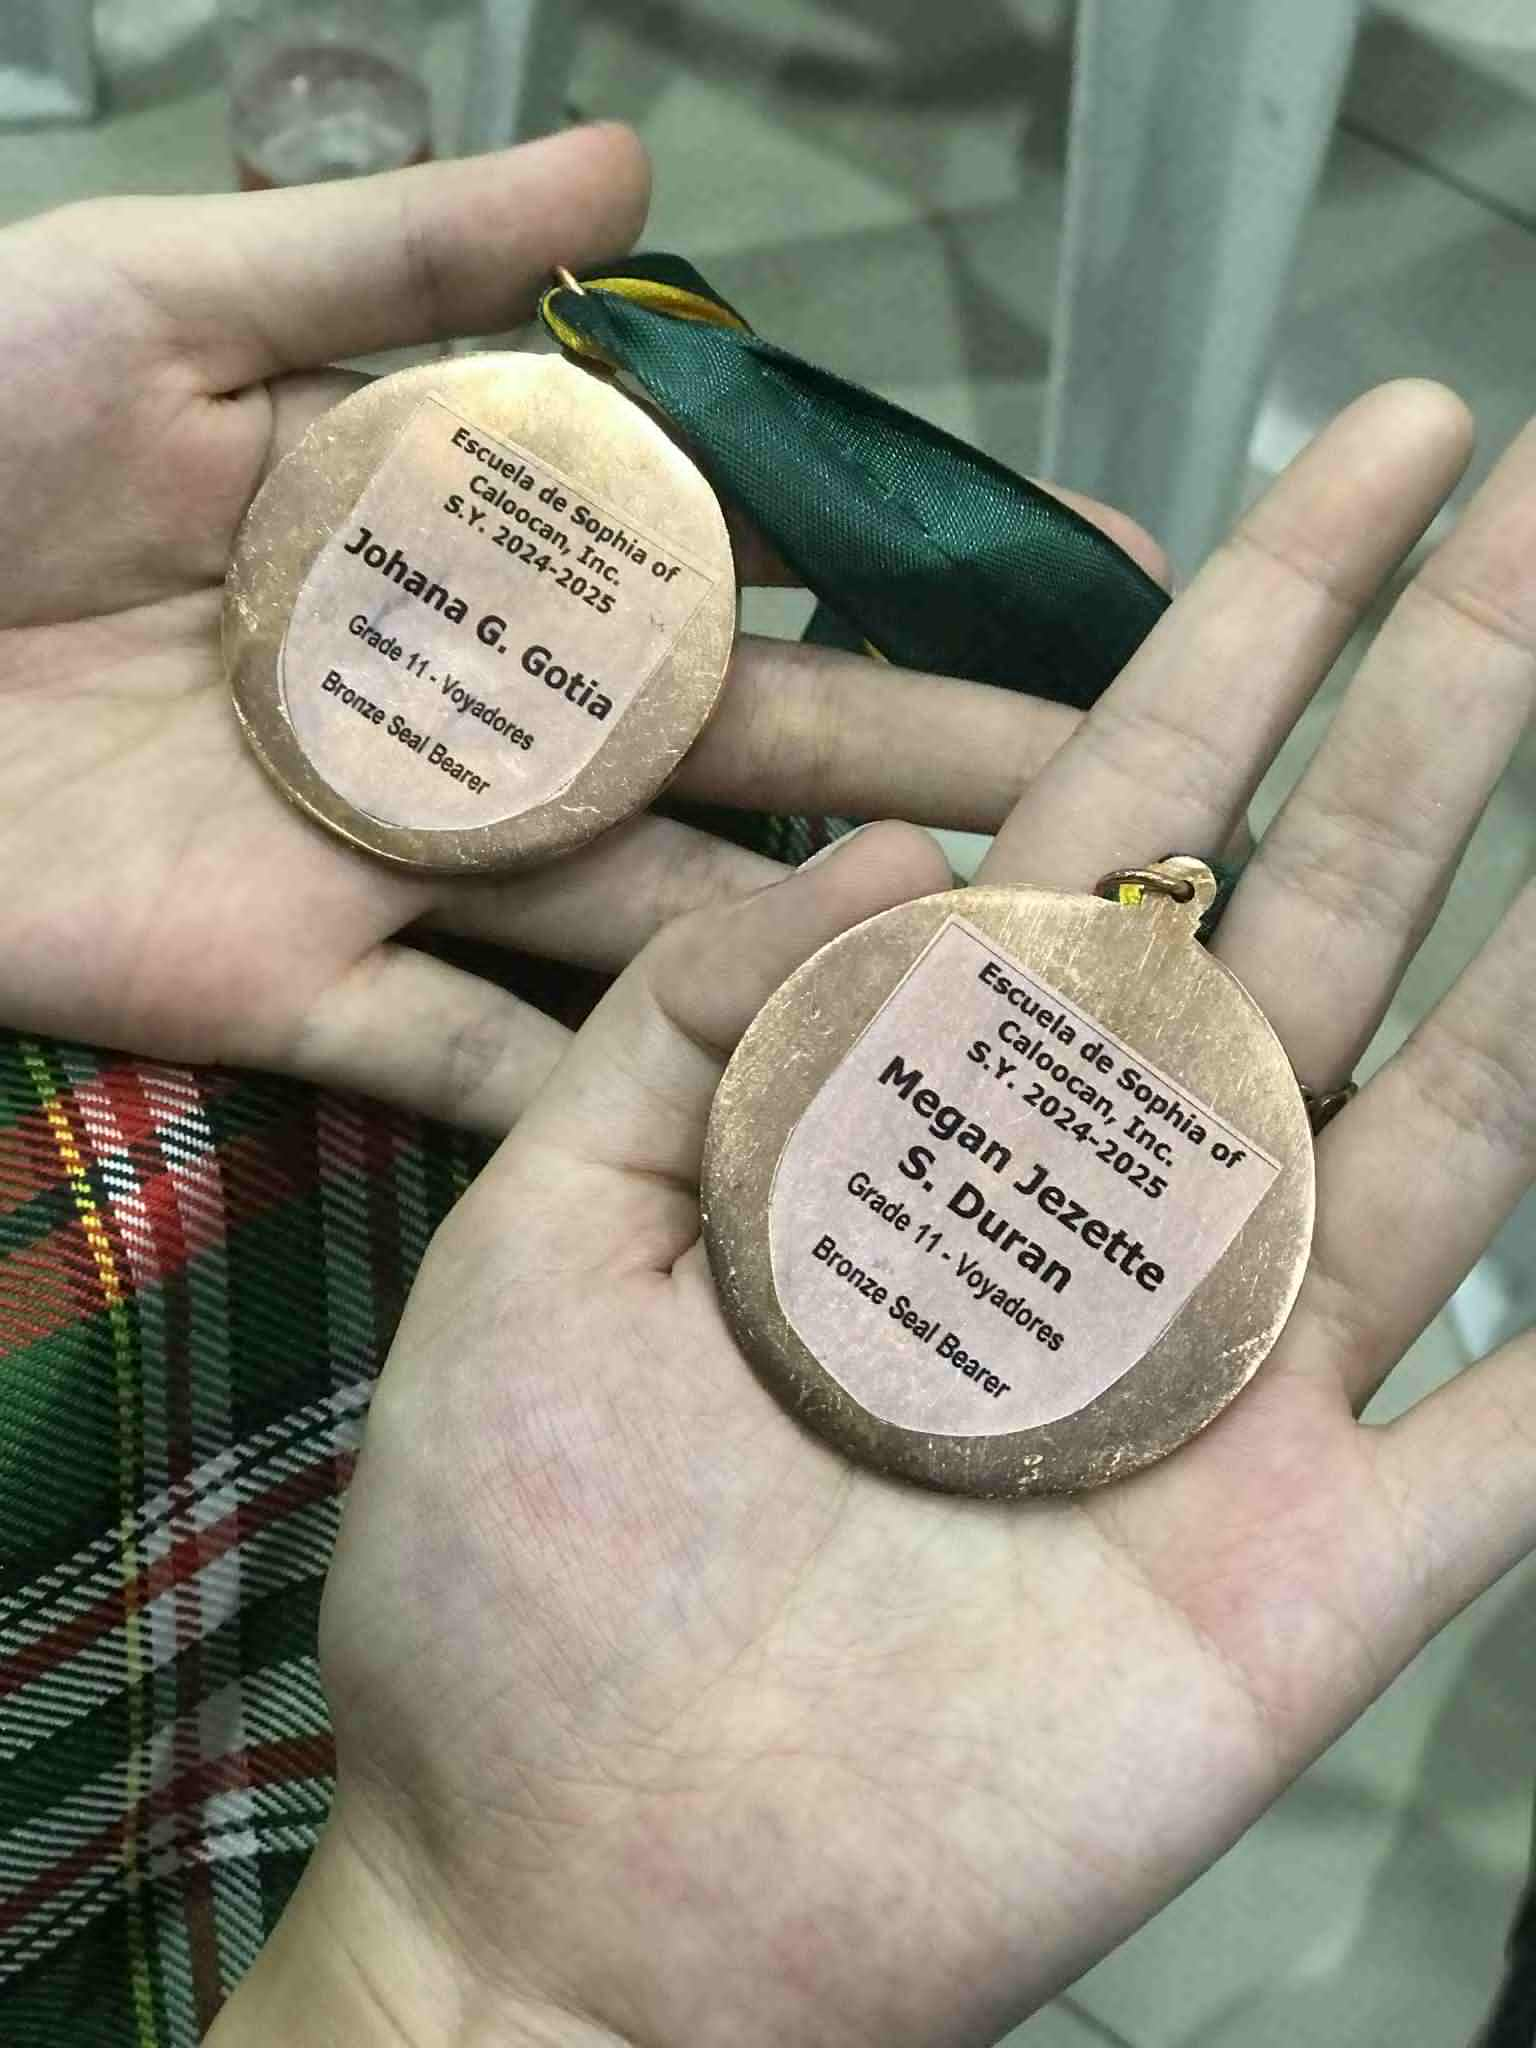 Escuela de Sophia of
Caloocan, Inc.
S.Y. 2024-2025
Johana G. Gotia
Grade 11 - Voyadores
Bronze Seal Bearer
Escuela de Sophia of
Caloocan, Inc.
S.Y. 2024-2025
Megan Jezette
S. Duran
Grade 11 - Voyadores
Bronze Seal Bearer